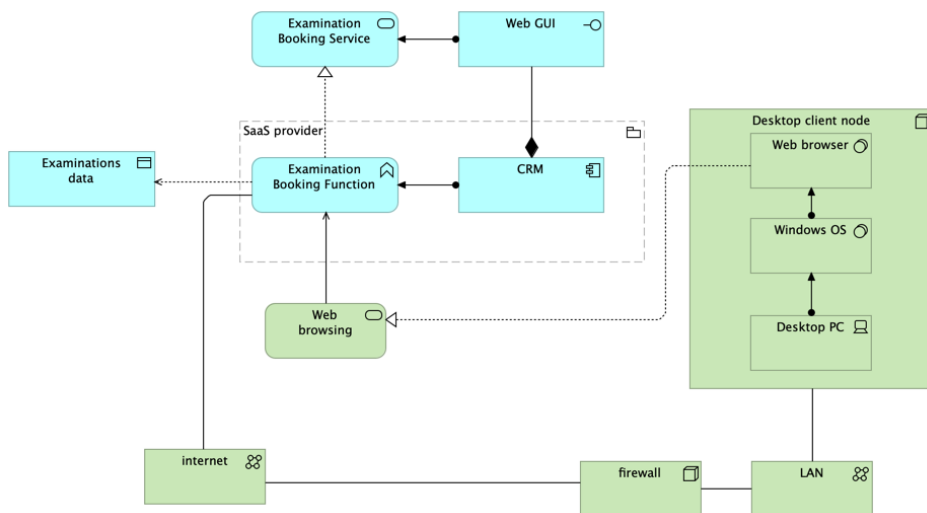 Examination
Booking Service
Web GUI
SaaS provider
Desktop client node
Web browser
Examinations
data
Examination
Booking Function
CRM
Windows OS
Web
browsing
Desktop PC
internet
firewall
LAN